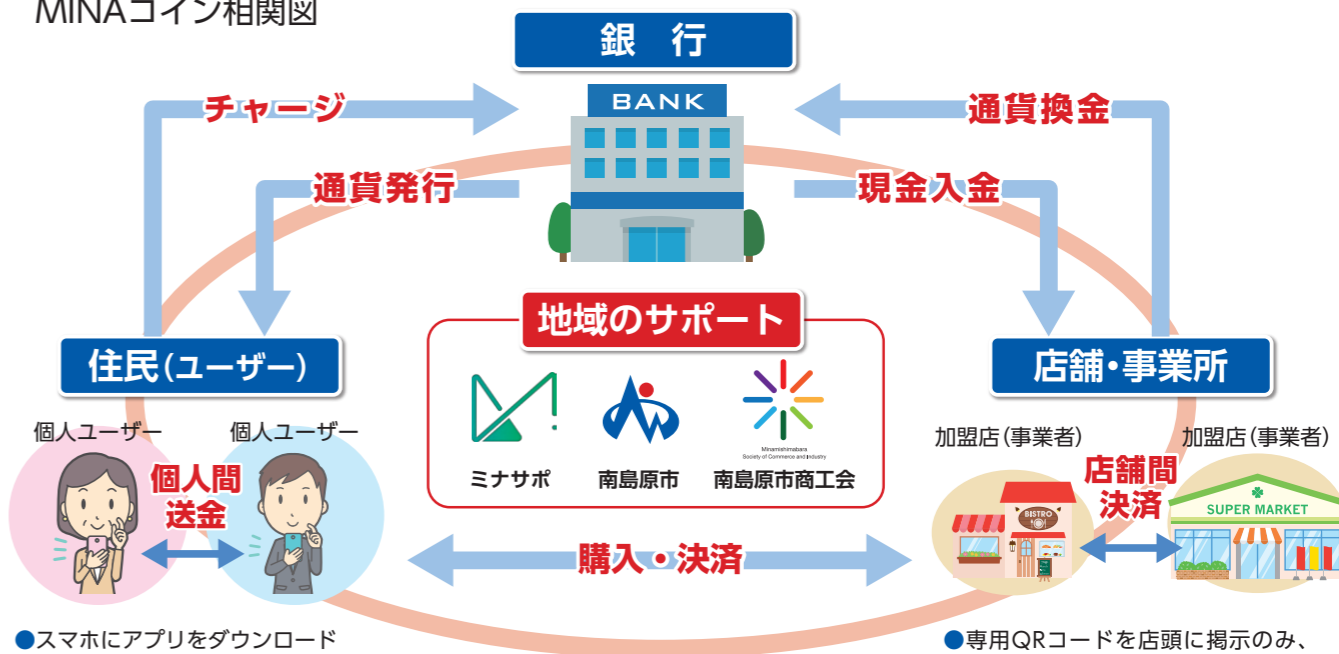 MINAコイン相関図
銀 行
BANK
チャージ
通貨換金
通貨発行
現金入金
地域のサポート
住民(ユーザー)
店舗・事業所
Minamishimabara
Society of Commerce and Industry
ミナサポ
南島原市
南島原市商工会
個人ユーザー
個人ユーザー
個人間
送金
加盟店(事業者)
加盟店(事業者)
店舗間
決済
BISTRO
SUPER MARKET
購入・決済
●スマホにアプリをダウンロード
●専用QRコードを店頭に掲示のみ、